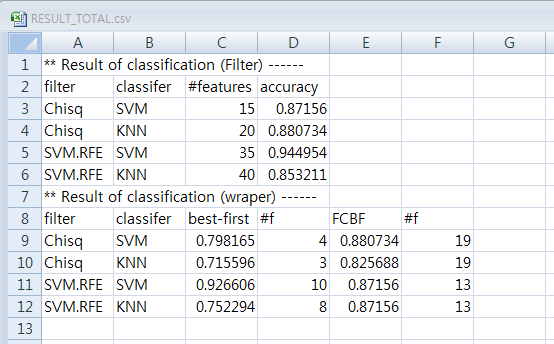 RESULT_TOTAL.csv
A B C D E F G
1 ** Result of classification (Filter) ------
2 filter classifer #features accuracy
3 Chisq SVM 15 0.87156
4 Chisq KNN 20 0.880734
5 SVM.RFE SVM 35 0.944954
6 SVM.RFE KNN 40 0.853211
7 ** Result of classification (wraper) ------
8 filter classifer best-first #f FCBF #f
9 Chisq SVM 0.798165 4 0.880734 19
10 Chisq KNN 0.715596 3 0.825688 19
11 SVM.RFE SVM 0.926606 10 0.87156 13
12 SVM.RFE KNN 0.752294 8 0.87156 13
13